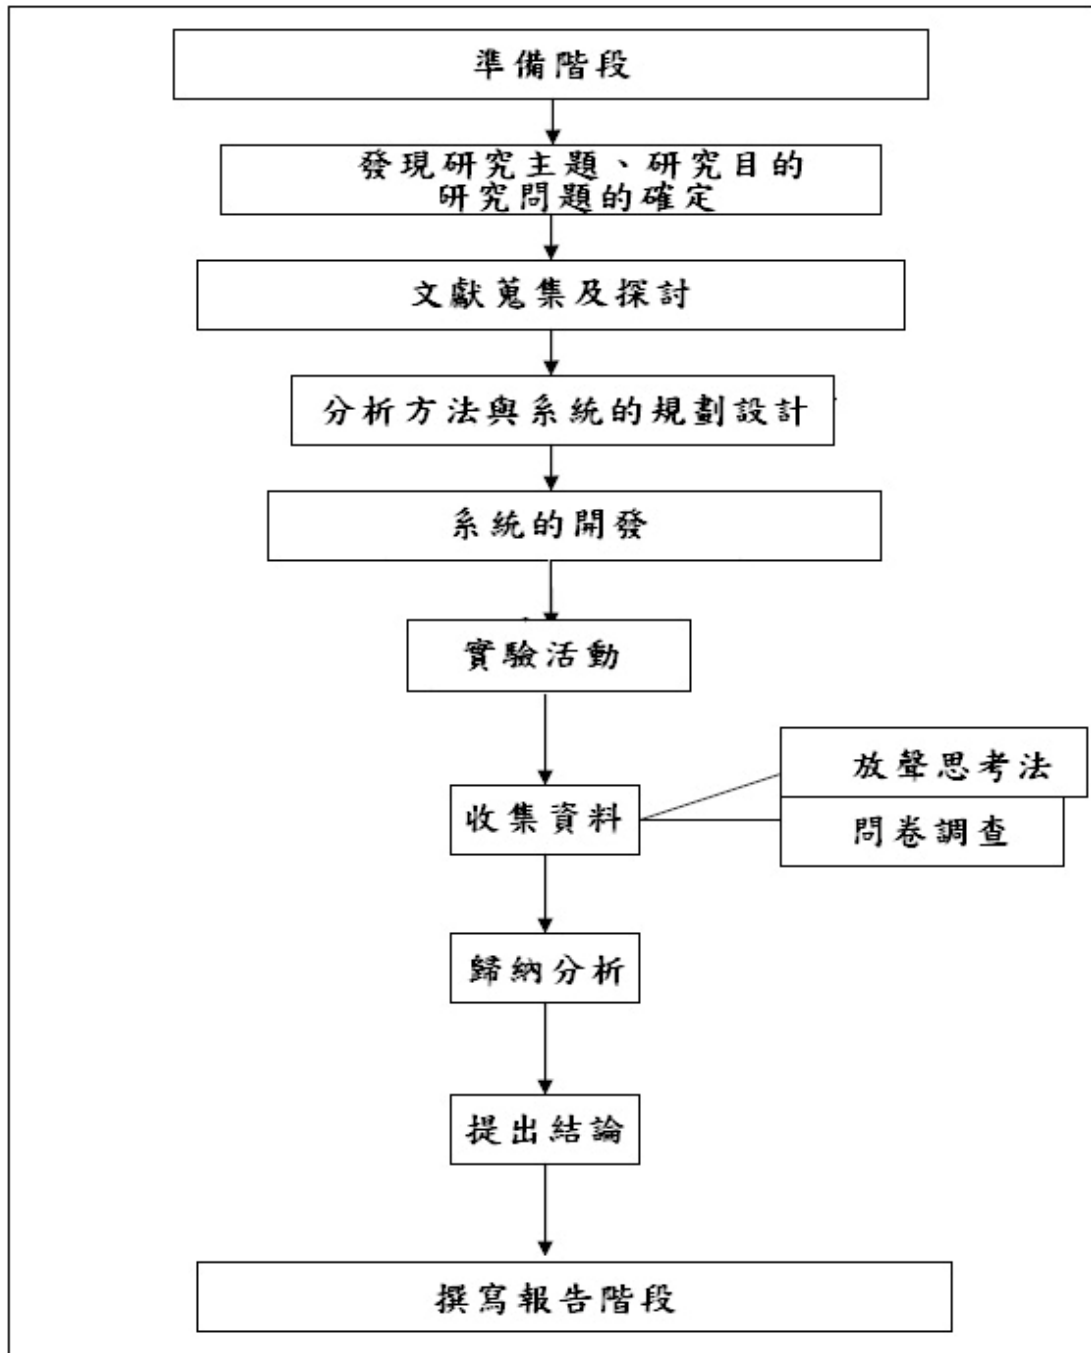 準備階段
發現研究主題、研究目的
研究問題的確定
文獻蒐集及探討
分析方法與系統的規劃設計
系統的開發
實驗活動
收集資料
放聲思考法
問卷調查
歸納分析
提出結論
撰寫報告階段